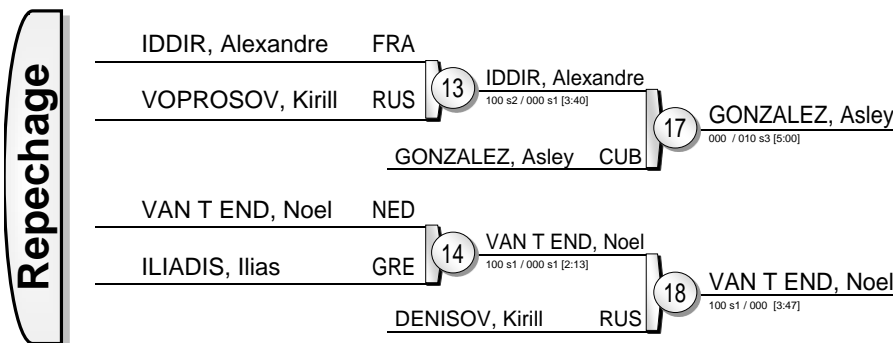 Repechage
IDDIR, Alexandre FRA
VOPROSOV, Kirill RUS
13
IDDIR, Alexandre
100 s2 / 000 s1 [3:40]
GONZALEZ, Asley CUB
17
GONZALEZ, Asley
000 / 010 s3 [5:00]
VAN T END, Noel NED
ILIADIS, Ilias GRE
14
VAN T END, Noel
100 s1 / 000 s1 [2:13]
DENISOV, Kirill RUS
18
VAN T END, Noel
100 s1 / 000 [3:47]